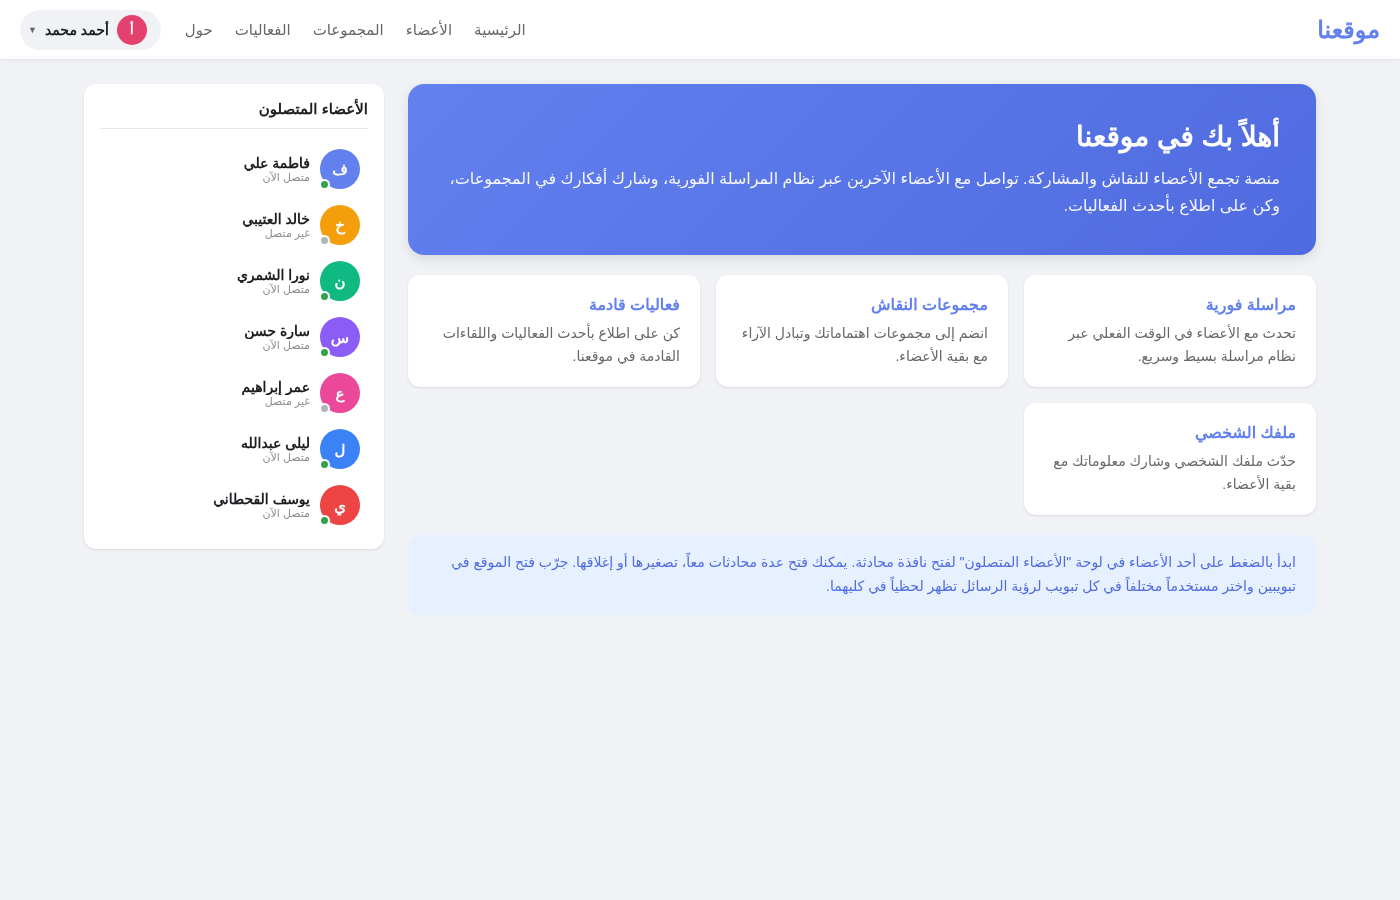 موقعنا
الرئيسية
الأعضاء
المجموعات
الفعاليات
حول
أ
أحمد محمد
أهلاً بك في موقعنا
منصة تجمع الأعضاء للنقاش والمشاركة. تواصل مع الأعضاء الآخرين عبر نظام المراسلة الفورية، وشارك أفكارك في المجموعات،
وكن على اطلاع بأحدث الفعاليات.
مراسلة فورية
تحدث مع الأعضاء في الوقت الفعلي عبر
نظام مراسلة بسيط وسريع.
مجموعات النقاش
انضم إلى مجموعات اهتماماتك وتبادل الآراء
مع بقية الأعضاء.
فعاليات قادمة
كن على اطلاع بأحدث الفعاليات واللقاءات
القادمة في موقعنا.
ملفك الشخصي
حدّث ملفك الشخصي وشارك معلوماتك مع
بقية الأعضاء.
ابدأ بالضغط على أحد الأعضاء في لوحة "الأعضاء المتصلون" لفتح نافذة محادثة. يمكنك فتح عدة محادثات معاً، تصغيرها أو إغلاقها. جرّب فتح الموقع في
تبويبين واختر مستخدماً مختلفاً في كل تبويب لرؤية الرسائل تظهر لحظياً في كليهما.
الأعضاء المتصلون
ف
فاطمة علي
متصل الآن
خ
خالد العتيبي
غير متصل
ن
نورا الشمري
متصل الآن
س
سارة حسن
متصل الآن
ع
عمر إبراهيم
غير متصل
ل
ليلى عبدالله
متصل الآن
ي
يوسف القحطاني
متصل الآن